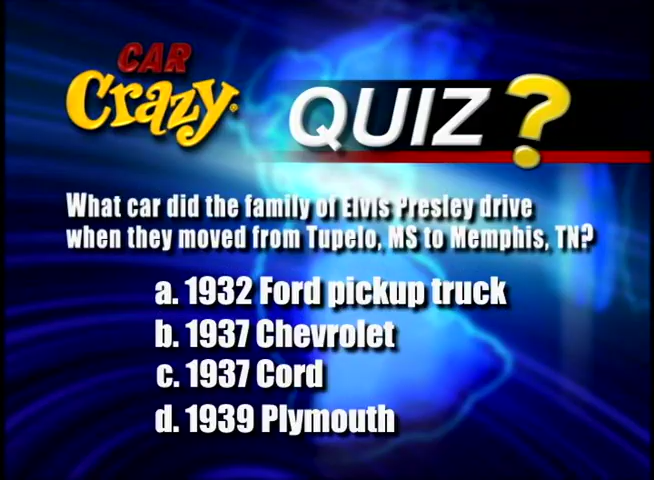 CAR
Crazy
QUIZ?
What car did the family of Elvis Presley drive
when they moved from Tupelo, MS to Memphis, TN?
a. 1932 Ford pickup truck
b. 1937 Chevrolet
c. 1937 Cord
d. 1939 Plymouth